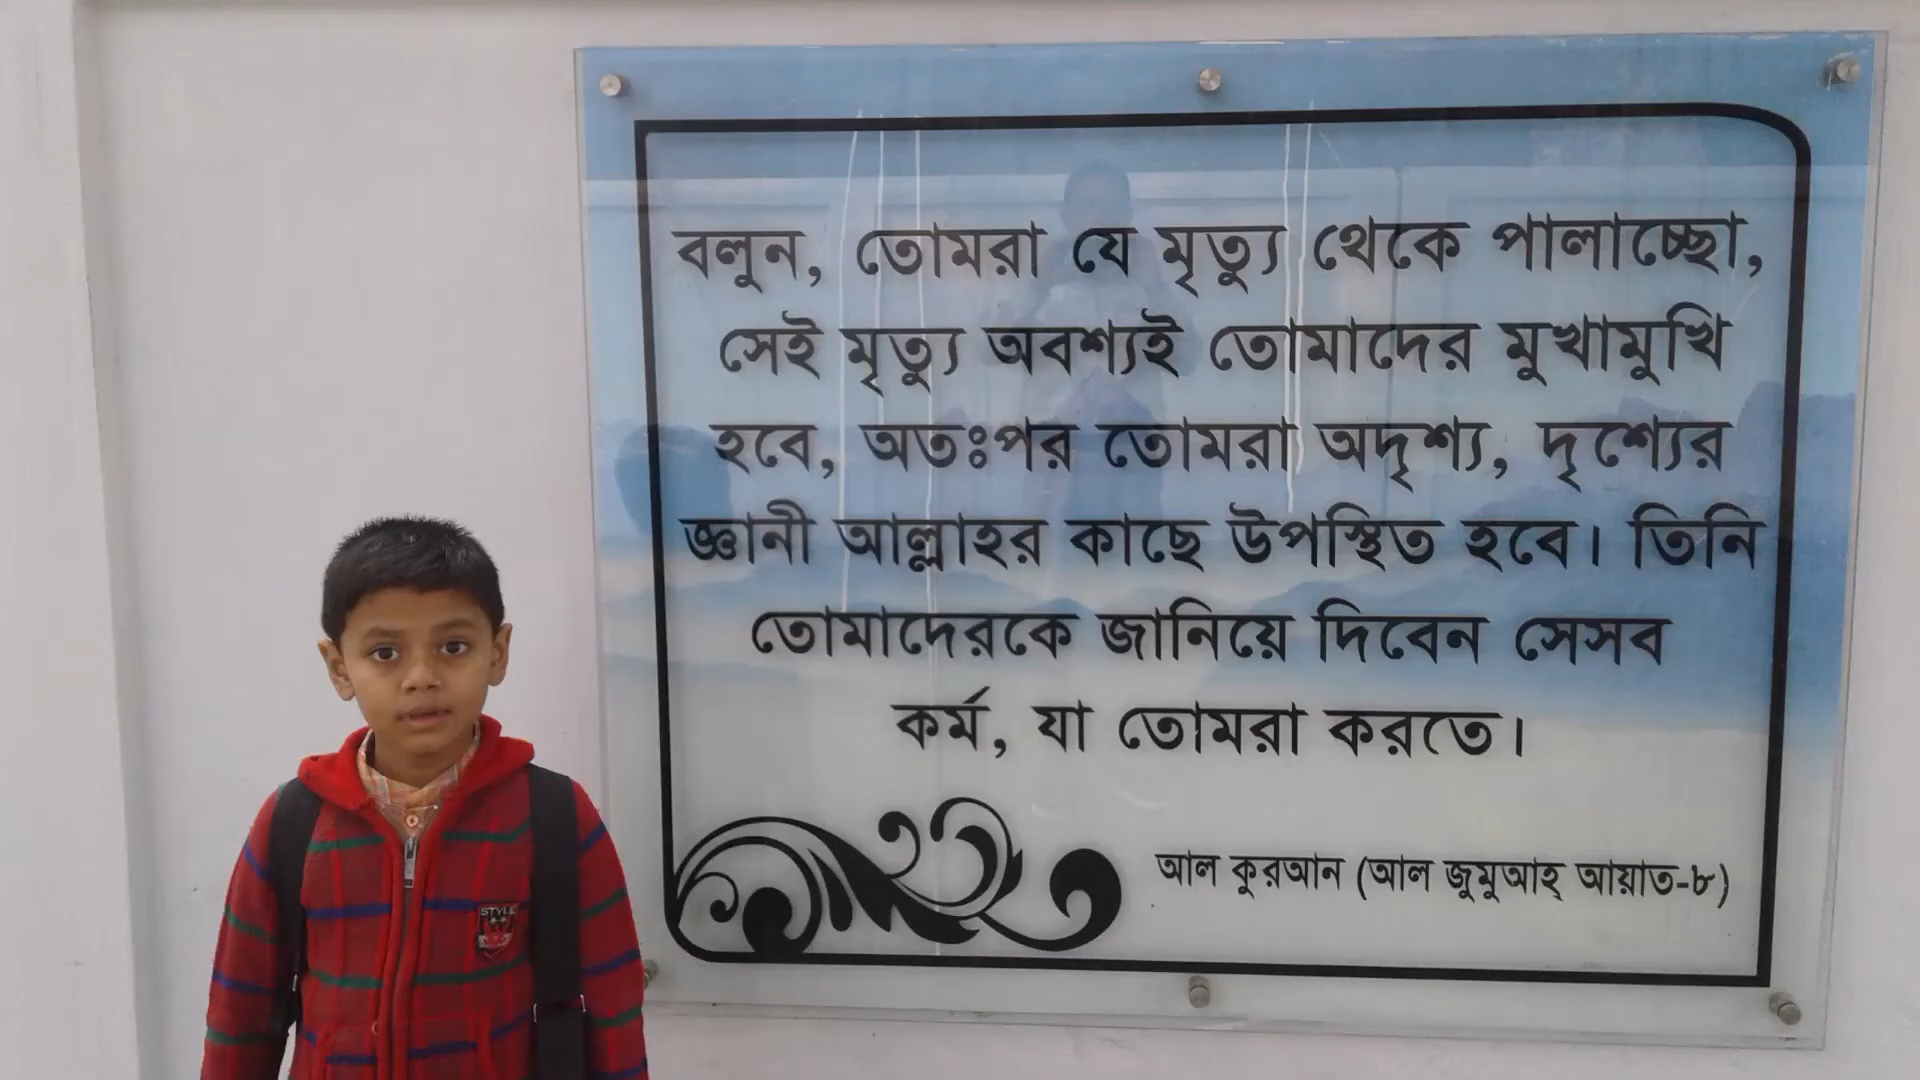 বলুন, তোমরা যে মৃত্যু থেকে পালাচ্ছো,
সেই মৃত্যু অবশ্যই তোমাদের মুখামুখি
হবে, অতঃপর তোমরা অদৃশ্য, দৃশ্যের
জ্ঞানী আল্লাহর কাছে উপস্থিত হবে। তিনি
তোমাদেরকে জানিয়ে দিবেন সেসব
কর্ম, যা তোমরা করতে।
আল কুরআন (আল জুমুআহ্ আয়াত-৮)
STYLE